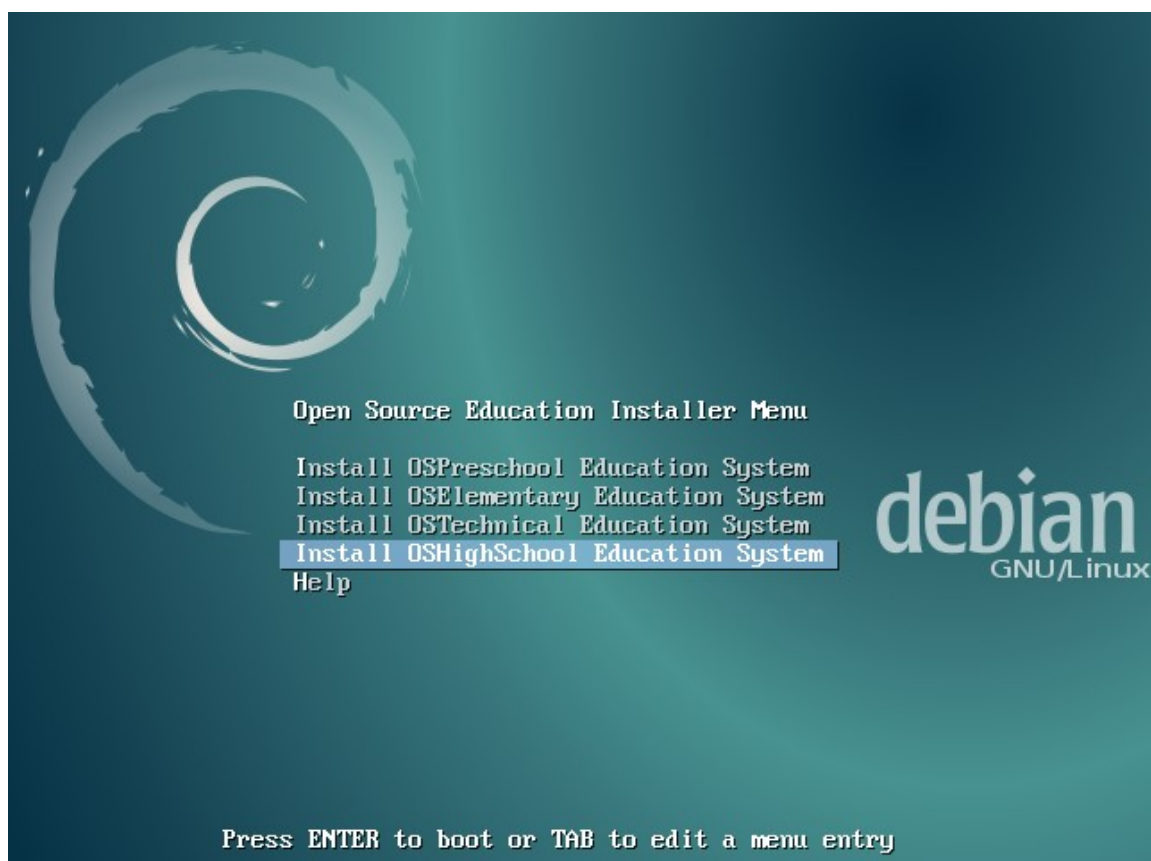 Open Source Education Installer Menu
Install OSPreschool Education System
Install OSElementary Education System
Install OSTechnical Education System
Install OSHighSchool Education System
Help
debian
GNU/Linux
Press ENTER to boot or TAB to edit a menu entry